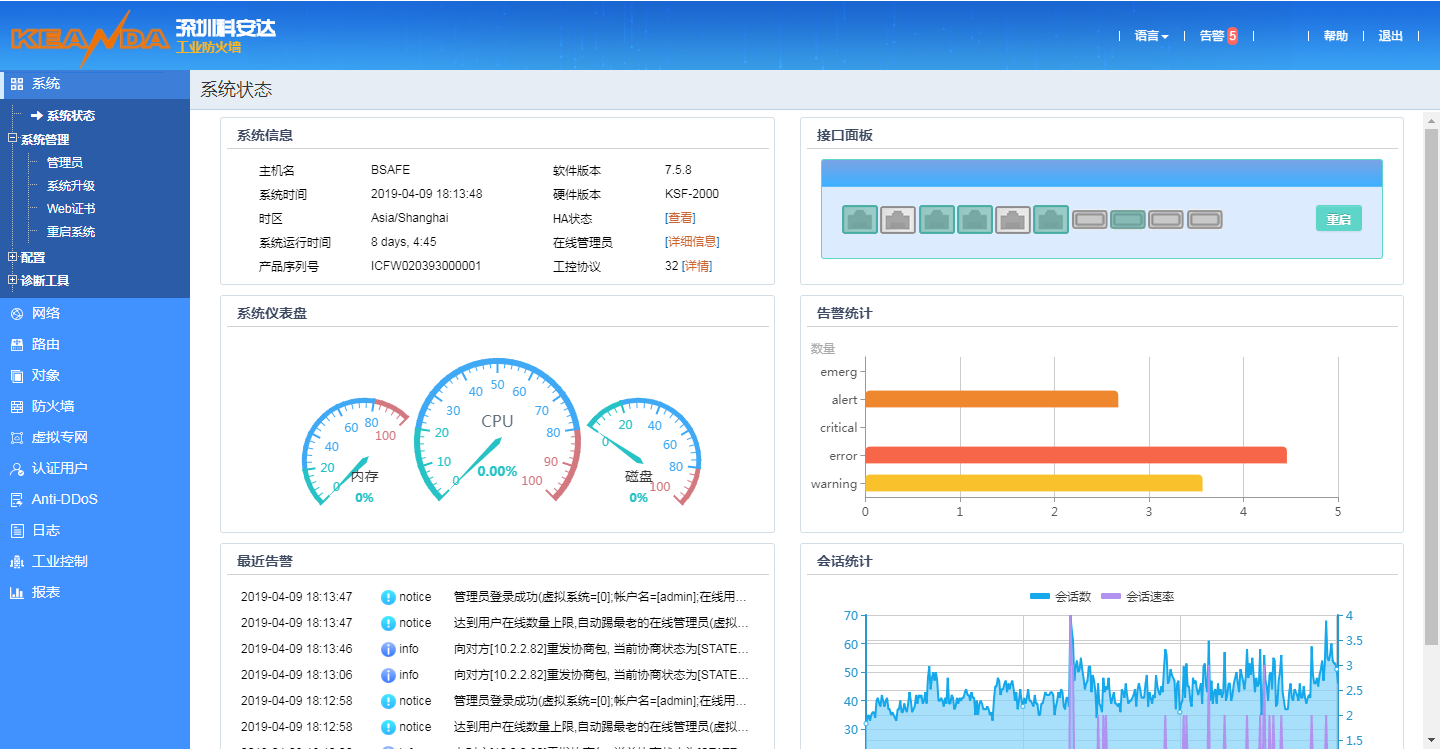 KEANDA 深圳科安达
工业防火墙
语言 告警 5 帮助 退出
系统
系统状态
系统管理
管理员
系统升级
Web证书
重启系统
配置
诊断工具
网络
路由
对象
防火墙
虚拟专网
认证用户
Anti-DDoS
日志
工业控制
报表
系统状态
系统信息
主机名 BSAFE 软件版本 7.5.8
系统时间 2019-04-09 18:13:48 硬件版本 KSF-2000
时区 Asia/Shanghai HA状态 [查看]
系统运行时间 8 days, 4:45 在线管理员 [详细信息]
产品序列号 ICFW020393000001 工控协议 32 [详情]
接口面板
重启
系统仪表盘
0 20 40 60 80 100
内存
0%
0 10 20 30 40 50 60 70 80 90 100
CPU
0.00%
0 20 40 60 80 100
磁盘
0%
告警统计
数量
emerg
alert
critical
error
warning
0 1 2 3 4 5
最近告警
2019-04-09 18:13:47 notice 管理员登录成功(虚拟系统=[0];帐户名=[admin];在线用...
2019-04-09 18:13:47 notice 达到用户在线数量上限,自动踢最老的在线管理员(虚拟...
2019-04-09 18:13:46 info 向对方[10.2.2.82]重发协商包, 当前协商状态为[STATE...
2019-04-09 18:13:06 info 向对方[10.2.2.82]重发协商包, 当前协商状态为[STATE...
2019-04-09 18:12:58 notice 管理员登录成功(虚拟系统=[0];帐户名=[admin];在线用...
2019-04-09 18:12:58 notice 达到用户在线数量上限,自动踢最老的在线管理员(虚拟...
会话统计
会话数 会话速率
70 4
60 3.5
50 3
40 2.5
30 2
1.5